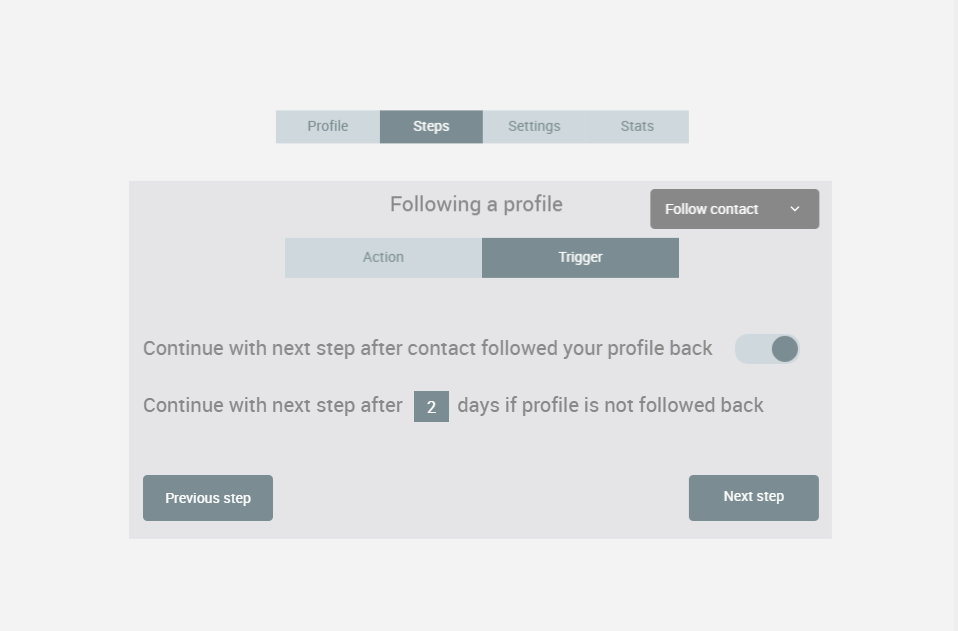 Profile Steps Settings Stats
Following a profile
Follow contact
Action Trigger
Continue with next step after contact followed your profile back
Continue with next step after 2 days if profile is not followed back
Previous step Next step